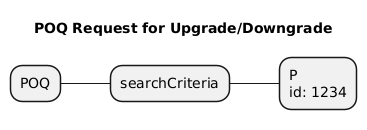 POQ Request for Upgrade/Downgrade
POQ
searchCriteria
P
id: 1234